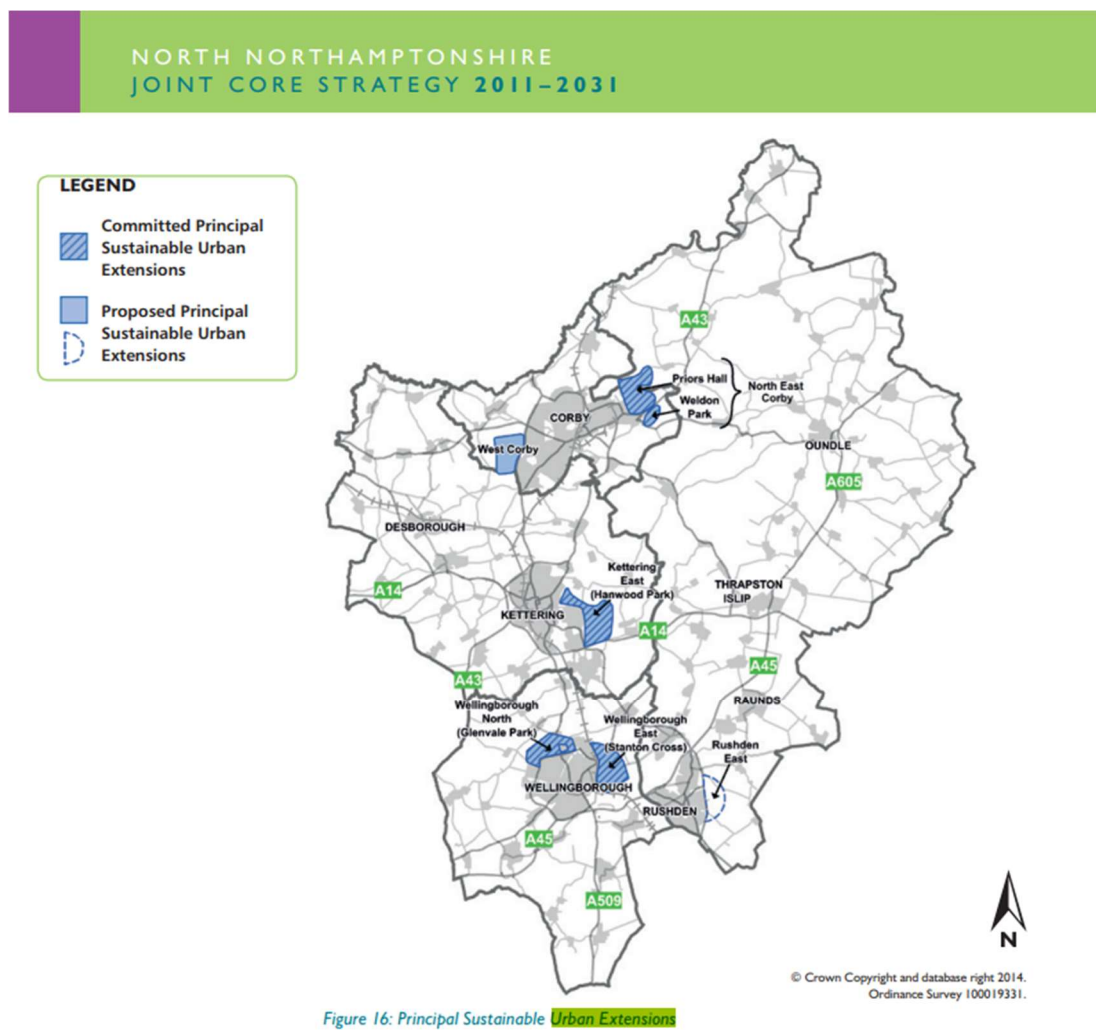 NORTH NORTHAMPTONSHIRE
JOINT CORE STRATEGY 2011–2031
LEGEND
Committed Principal
Sustainable Urban
Extensions
Proposed Principal
Sustainable Urban
Extensions
A43
Priors Hall
North East
Corby
Weldon
Park
CORBY
West Corby
OUNDLE
A605
DESBOROUGH
Kettering
East
(Hanwood Park)
THRAPSTON
ISLIP
A14
KETTERING
A14
A45
A43
RAUNDS
Wellingborough
North
(Glenvale Park)
Wellingborough
East
(Stanton Cross)
Rushden
East
WELLINGBOROUGH
RUSHDEN
A45
A509
N
© Crown Copyright and database right 2014.
Ordinance Survey 100019331.
Figure 16: Principal Sustainable Urban Extensions